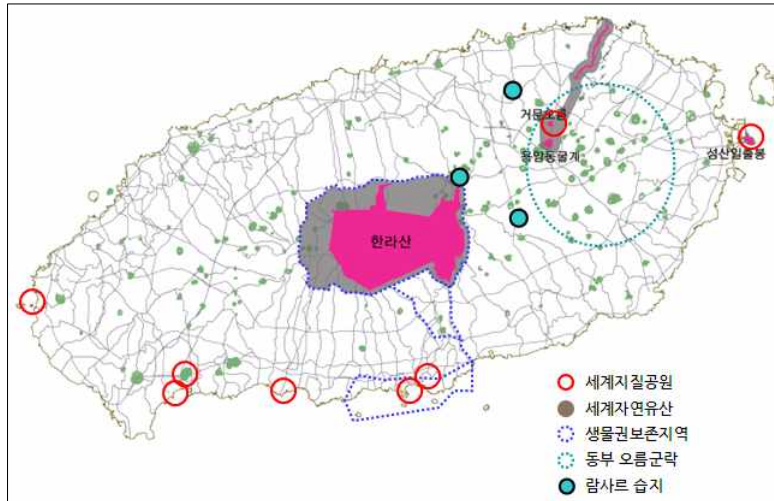 거문오름
용암동굴계
성산일출봉
한라산
세계지질공원
세계자연유산
생물권보존지역
동부 오름군락
람사르 습지